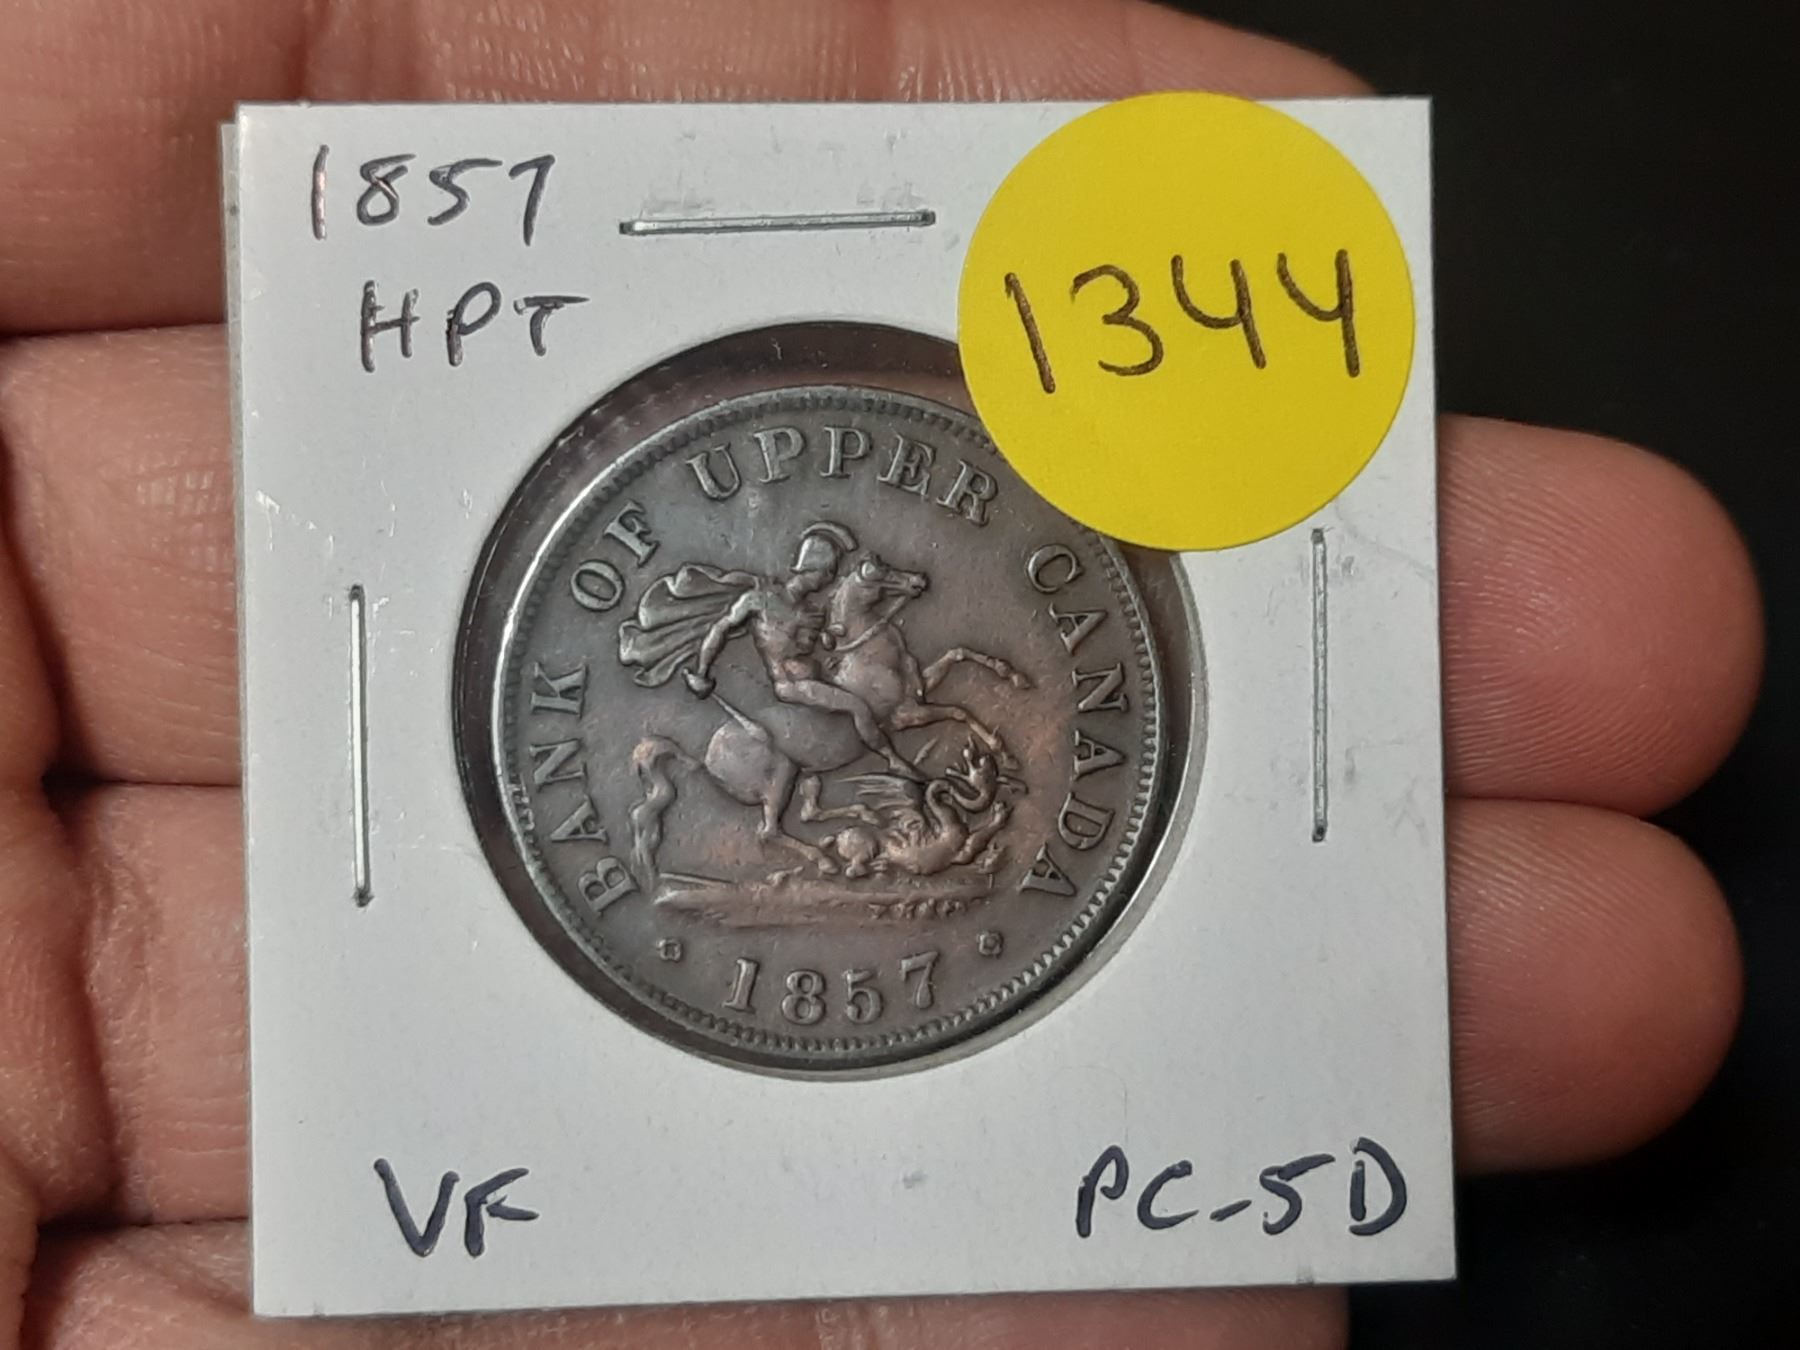 1857
HPT
1344
BANK OF UPPER CANADA
1857
VF
PC-5D